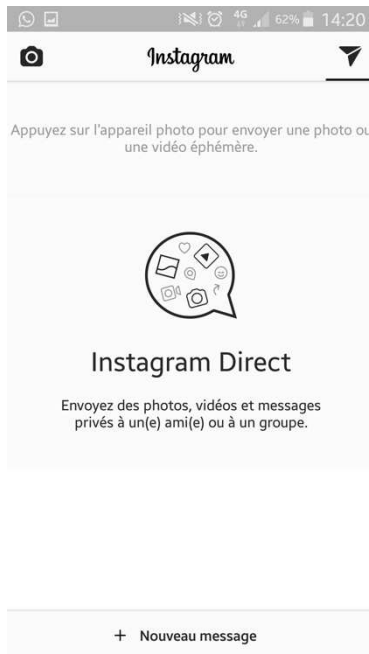 4G 62% 14:20
Instagram
Appuyez sur l'appareil photo pour envoyer une photo ou
une vidéo éphémère.
Instagram Direct
Envoyez des photos, vidéos et messages
privés à un(e) ami(e) ou à un groupe.
+ Nouveau message